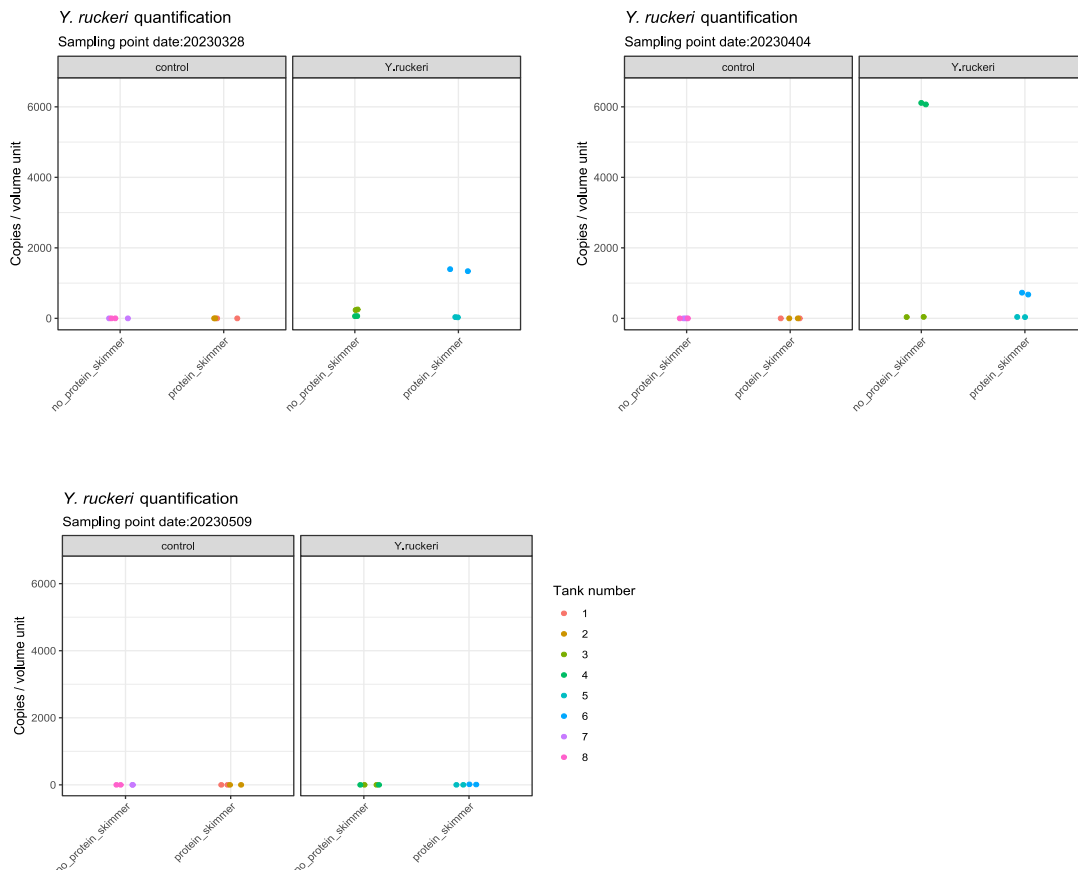 Y. ruckeri quantification
Sampling point date:20230328
control
Y.ruckeri
Copies / volume unit
6000
4000
2000
0
no_protein_skimmer
protein_skimmer
no_protein_skimmer
protein_skimmer
Y. ruckeri quantification
Sampling point date:20230404
control
Y.ruckeri
Copies / volume unit
6000
4000
2000
0
no_protein_skimmer
protein_skimmer
no_protein_skimmer
protein_skimmer
Y. ruckeri quantification
Sampling point date:20230509
control
Y.ruckeri
Copies / volume unit
6000
4000
2000
0
no_protein_skimmer
protein_skimmer
no_protein_skimmer
protein_skimmer
Tank number
1
2
3
4
5
6
7
8